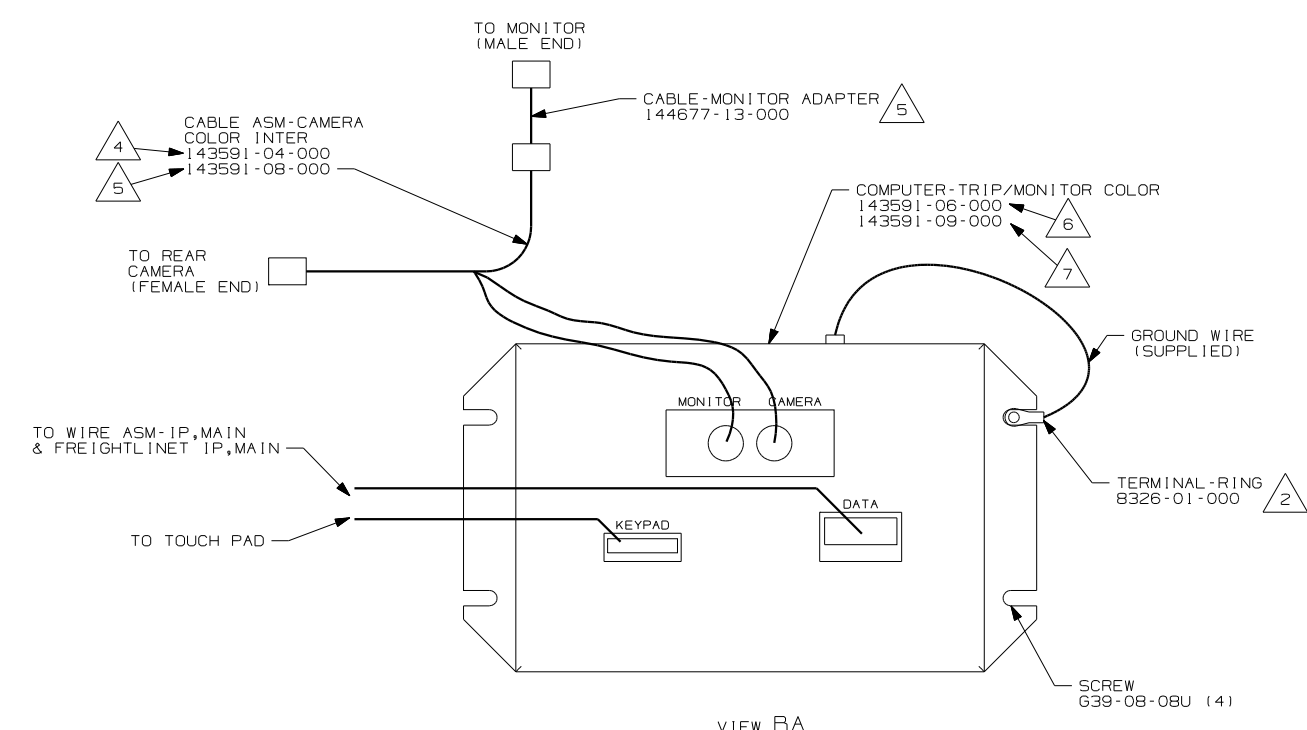 TO MONITOR
(MALE END)
CABLE-MONITOR ADAPTER
144677-13-000
5
CABLE ASM-CAMERA
COLOR INTER
143591-04-000
143591-08-000
4
5
COMPUTER-TRIP/MONITOR COLOR
143591-06-000
143591-09-000
6
7
TO REAR
CAMERA
(FEMALE END)
GROUND WIRE
(SUPPLIED)
MONITOR CAMERA
TO WIRE ASM-IP,MAIN
& FREIGHTLINET IP,MAIN
TERMINAL-RING
8326-01-000
2
DATA
KEYPAD
TO TOUCH PAD
SCREW
G39-08-08U (4)
VIEW BA